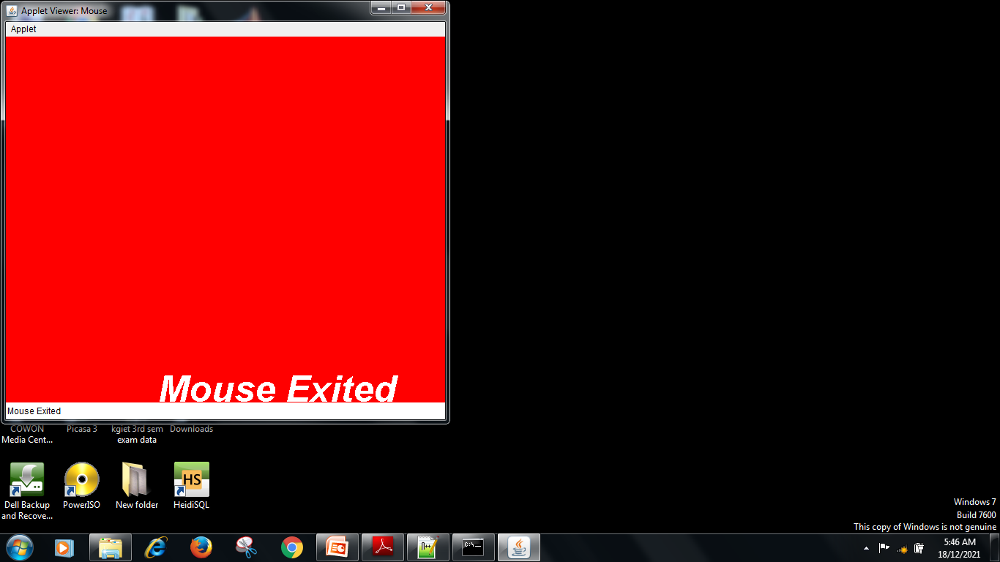 Applet Viewer: Mouse
Applet
Mouse Exited
Mouse Exited
COWON
Media Cent...
Picasa 3
kgiet 3rd sem
exam data
Downloads
Dell Backup
and Recove...
PowerISO
New folder
HS
HeidiSQL
Windows 7
Build 7600
This copy of Windows is not genuine
C:\_
5:46 AM
18/12/2021